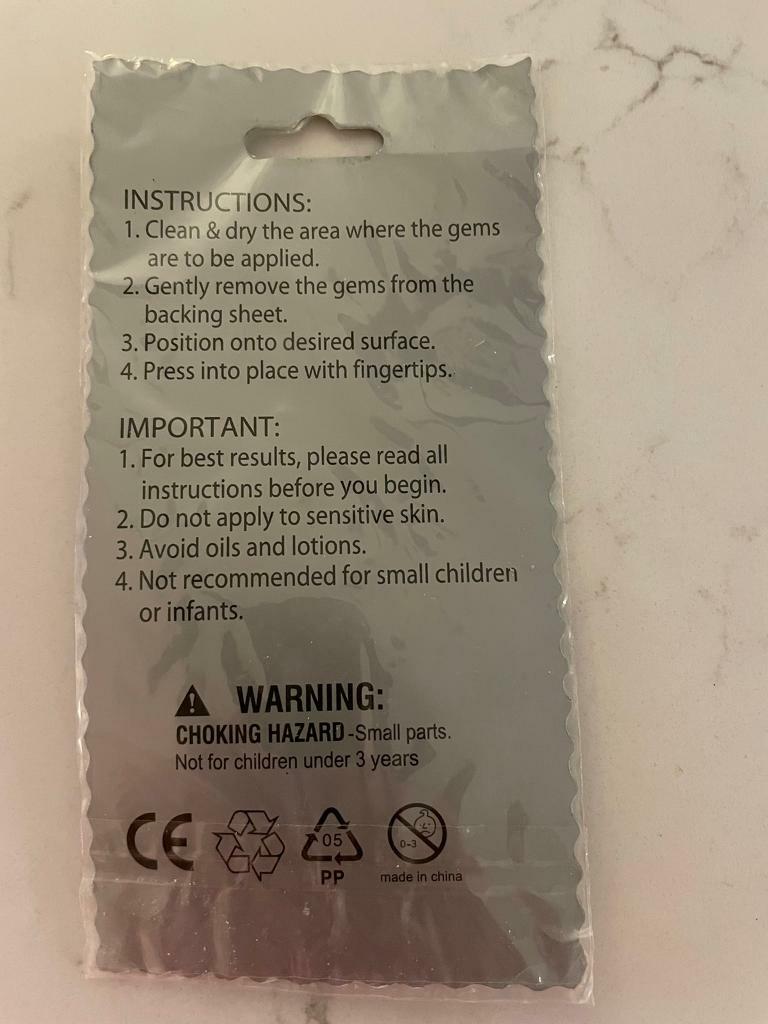 INSTRUCTIONS:
1. Clean & dry the area where the gems
are to be applied.
2. Gently remove the gems from the
backing sheet.
3. Position onto desired surface.
4. Press into place with fingertips.
IMPORTANT:
1. For best results, please read all
instructions before you begin.
2. Do not apply to sensitive skin.
3. Avoid oils and lotions.
4. Not recommended for small children
or infants.
WARNING:
CHOKING HAZARD-Small parts.
Not for children under 3 years
CE
05
PP
0-3
made in china